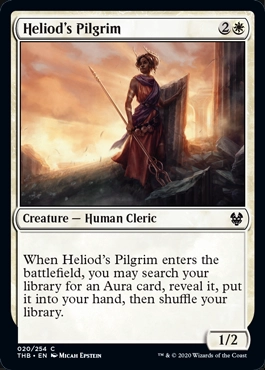 Heliod's Pilgrim 2
Creature — Human Cleric
When Heliod's Pilgrim enters the
battlefield, you may search your
library for an Aura card, reveal it, put
it into your hand, then shuffle your
library.
1/2
020/254 C
THB • EN Micah Epstein
™ & © 2020 Wizards of the Coast